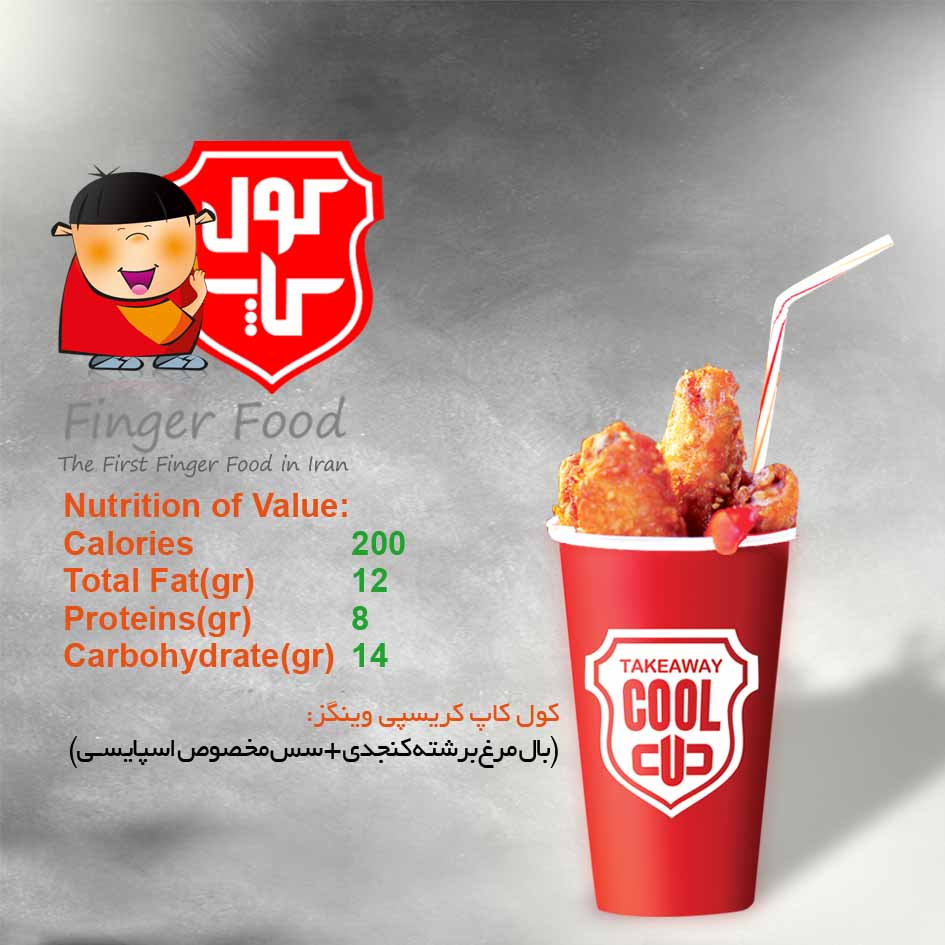 کول
کاپ
Finger Food
The First Finger Food in Iran
Nutrition of Value:
Calories 200
Total Fat(gr) 12
Proteins(gr) 8
Carbohydrate(gr) 14
کول کاپ کریسپی وینگز:
(بال مرغ برشته کنجدی + سس مخصوص اسپایسی)
TAKEAWAY
COOL
CUP